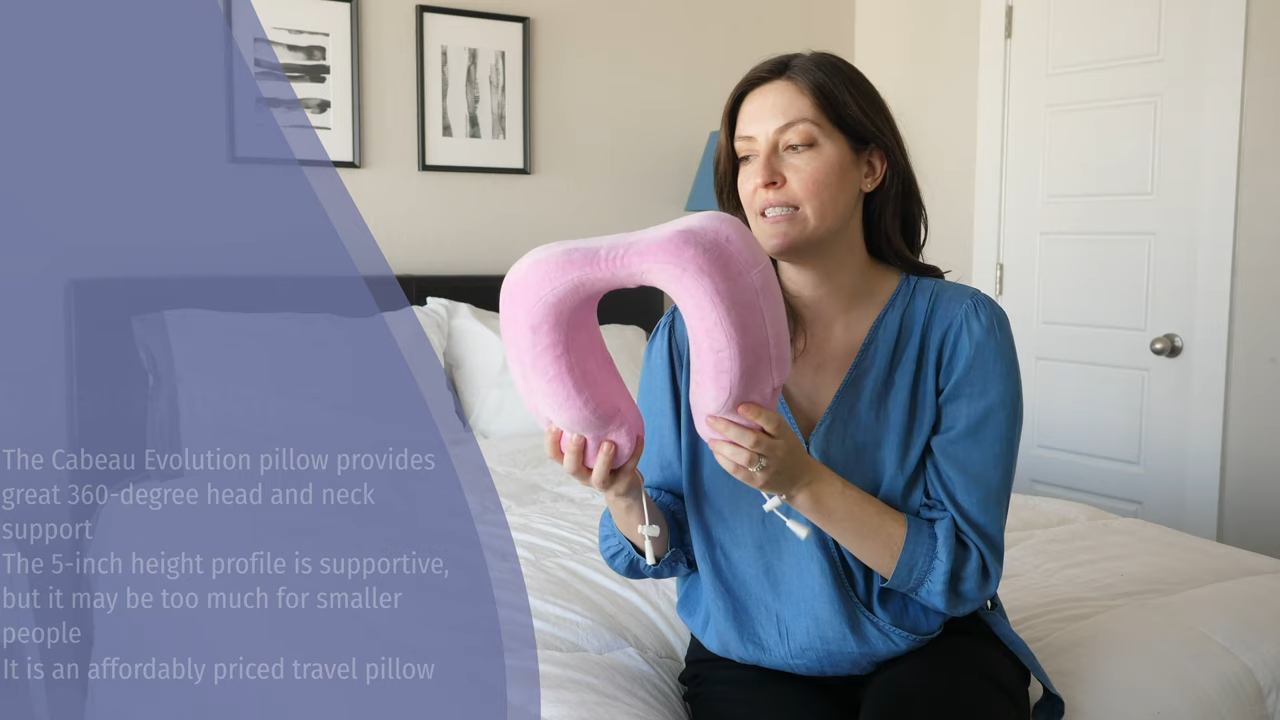 The Cabeau Evolution pillow provides
great 360-degree head and neck
support
The 5-inch height profile is supportive,
but it may be too much for smaller
people
It is an affordably priced travel pillow